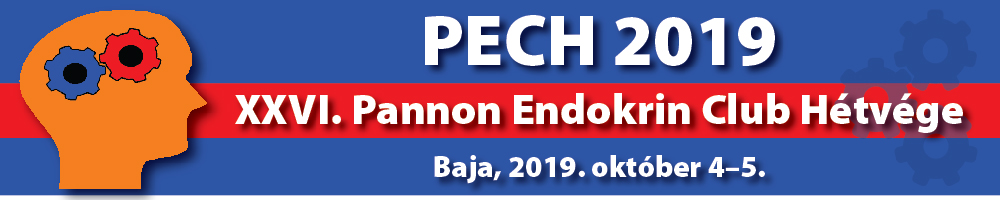 PECH 2019
XXVI. Pannon Endokrin Club Hétvége
Baja, 2019. október 4–5.